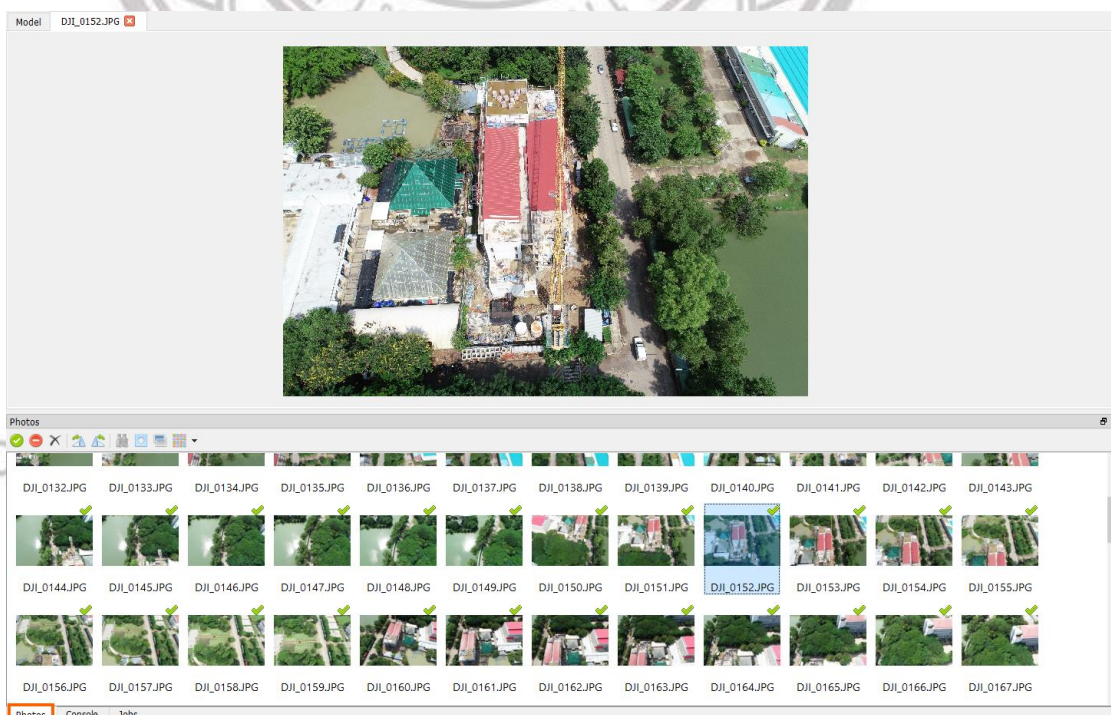 Model DJI_0152.JPG
Photos
DJI_0132.JPG DJI_0133.JPG DJI_0134.JPG DJI_0135.JPG DJI_0136.JPG DJI_0137.JPG DJI_0138.JPG DJI_0139.JPG DJI_0140.JPG DJI_0141.JPG DJI_0142.JPG DJI_0143.JPG
DJI_0144.JPG DJI_0145.JPG DJI_0146.JPG DJI_0147.JPG DJI_0148.JPG DJI_0149.JPG DJI_0150.JPG DJI_0151.JPG DJI_0152.JPG DJI_0153.JPG DJI_0154.JPG DJI_0155.JPG
DJI_0156.JPG DJI_0157.JPG DJI_0158.JPG DJI_0159.JPG DJI_0160.JPG DJI_0161.JPG DJI_0162.JPG DJI_0163.JPG DJI_0164.JPG DJI_0165.JPG DJI_0166.JPG DJI_0167.JPG
Photos Console Jobs